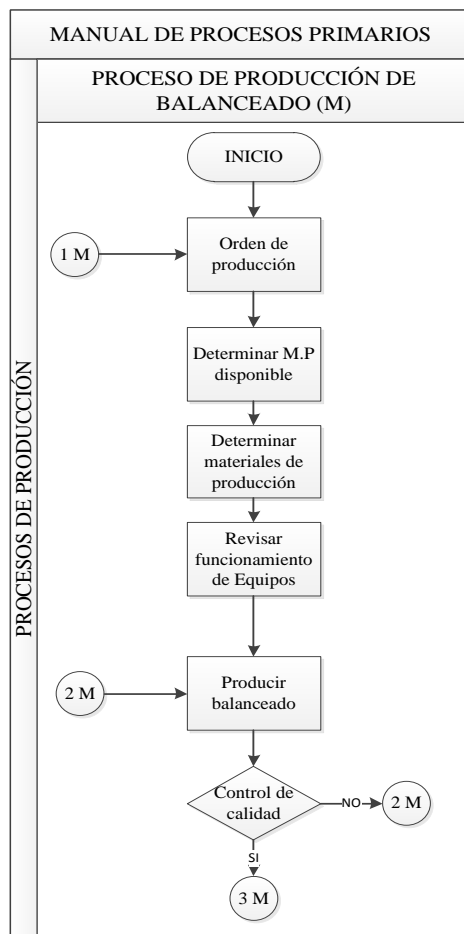 MANUAL DE PROCESOS PRIMARIOS
PROCESO DE PRODUCCIÓN DE
BALANCEADO (M)
PROCESOS DE PRODUCCIÓN
INICIO
1 M
Orden de
producción
Determinar M.P
disponible
Determinar
materiales de
producción
Revisar
funcionamiento
de Equipos
2 M
Producir
balanceado
Control de
calidad
NO
2 M
SI
3 M